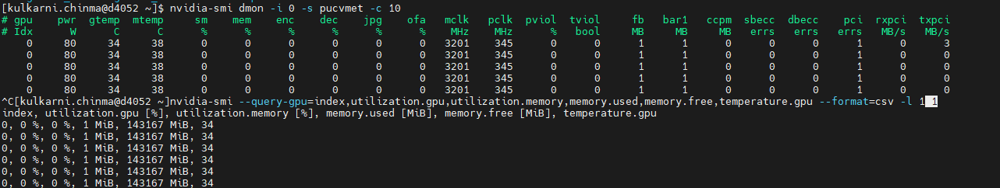 [kulkarni.chinma@d4052 ~]$ nvidia-smi dmon -i 0 -s pucvmet -c 10
# gpu pwr gtemp mtemp sm mem enc dec jpg ofa mclk pclk pviol tviol fb bar1 ccpm sbecc dbecc pci rxpci txpci
# Idx W C C % % % % % % MHz MHz % bool MB MB MB errs errs errs MB/s MB/s
0 80 34 38 0 0 0 0 0 0 3201 345 0 0 1 1 0 0 0 1 0 3
0 80 34 38 0 0 0 0 0 0 3201 345 0 0 1 1 0 0 0 1 0 0
0 80 34 38 0 0 0 0 0 0 3201 345 0 0 1 1 0 0 0 1 0 0
0 80 34 38 0 0 0 0 0 0 3201 345 0 0 1 1 0 0 0 1 0 0
0 80 34 38 0 0 0 0 0 0 3201 345 0 0 1 1 0 0 0 1 0 0
^C[kulkarni.chinma@d4052 ~]nvidia-smi --query-gpu=index,utilization.gpu,utilization.memory,memory.used,memory.free,temperature.gpu --format=csv -l 1 1
index, utilization.gpu [%], utilization.memory [%], memory.used [MiB], memory.free [MiB], temperature.gpu
0, 0 %, 0 %, 1 MiB, 143167 MiB, 34
0, 0 %, 0 %, 1 MiB, 143167 MiB, 34
0, 0 %, 0 %, 1 MiB, 143167 MiB, 34
0, 0 %, 0 %, 1 MiB, 143167 MiB, 34
0, 0 %, 0 %, 1 MiB, 143167 MiB, 34
0, 0 %, 0 %, 1 MiB, 143167 MiB, 34